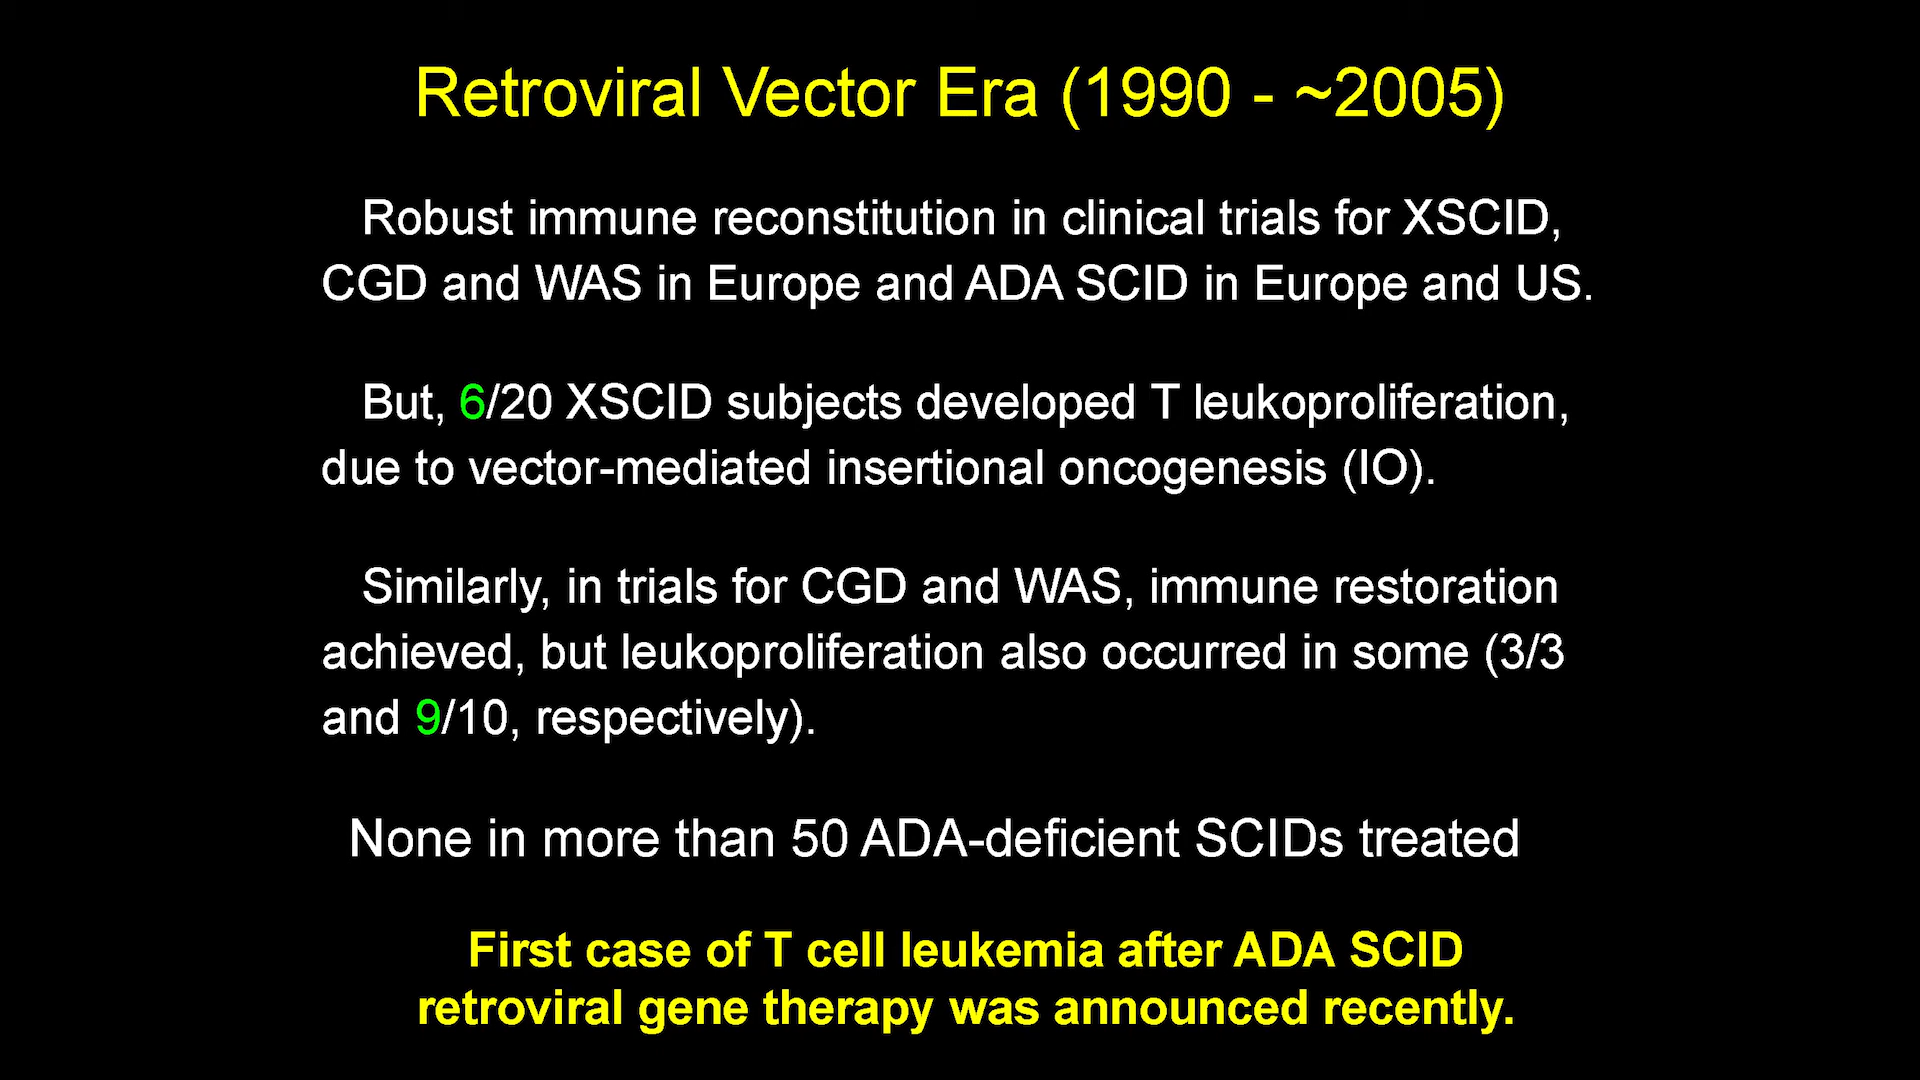 Retroviral Vector Era (1990 - ~2005)
Robust immune reconstitution in clinical trials for XSCID,
CGD and WAS in Europe and ADA SCID in Europe and US.
But, 6/20 XSCID subjects developed T leukoproliferation,
due to vector-mediated insertional oncogenesis (IO).
Similarly, in trials for CGD and WAS, immune restoration
achieved, but leukoproliferation also occurred in some (3/3
and 9/10, respectively).
None in more than 50 ADA-deficient SCIDs treated
First case of T cell leukemia after ADA SCID
retroviral gene therapy was announced recently.